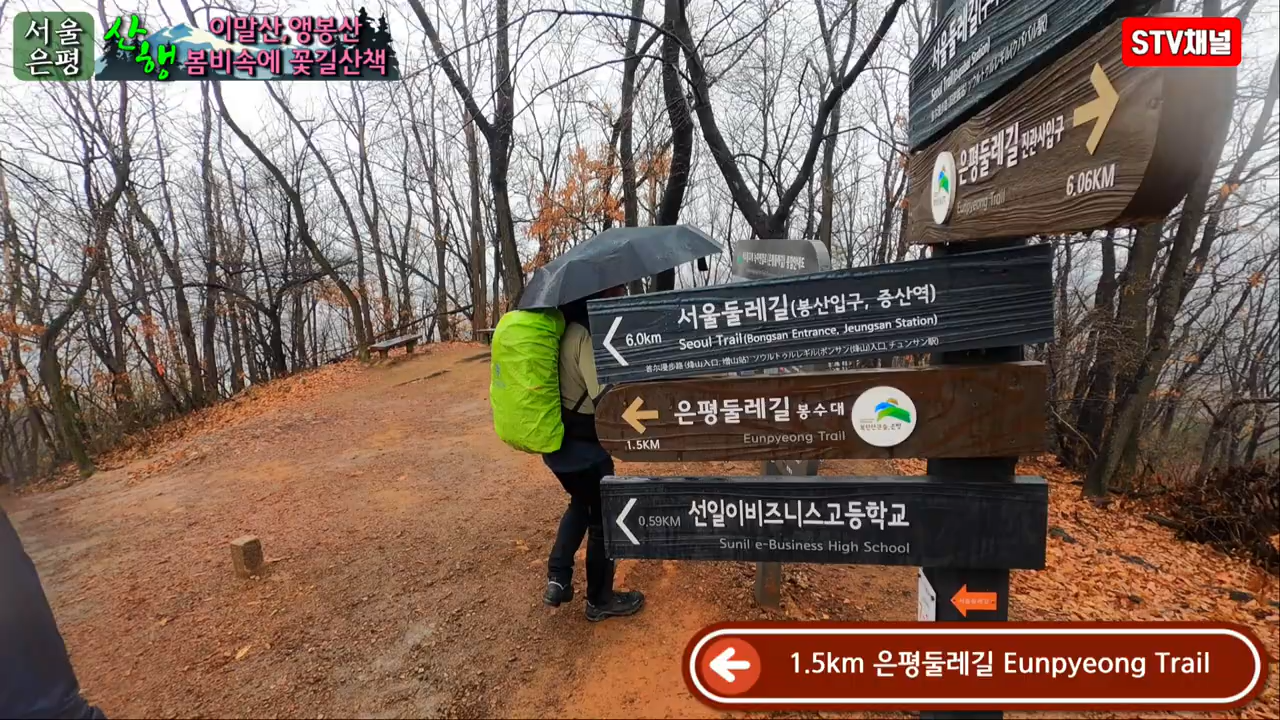 서울
은평
산행
이말산,앵봉산
봄비속에 꽃길산책
STV채널
서울둘레길
은평둘레길 진관사입구
Eunpyeong Trail
6.06KM
서울둘레길(봉산입구, 증산역)
6.0km
Seoul Trail(Bongsan Entrance, Jeungsan Station)
은평둘레길 봉수대
1.5KM
Eunpyeong Trail
선일이비즈니스고등학교
0.59KM
Sunil e-Business High School
1.5km 은평둘레길 Eunpyeong Trail